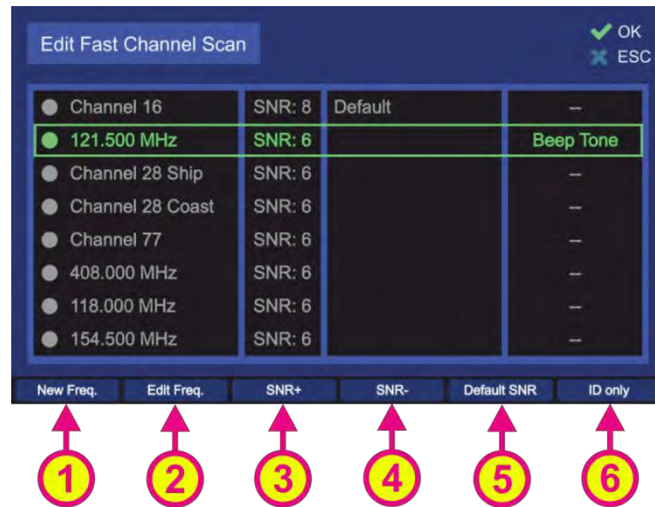 Edit Fast Channel Scan
OK
ESC
Channel 16 SNR: 8 Default --
121.500 MHz SNR: 6 Beep Tone
Channel 28 Ship SNR: 6 --
Channel 28 Coast SNR: 6 --
Channel 77 SNR: 6 --
408.000 MHz SNR: 6 --
118.000 MHz SNR: 6 --
154.500 MHz SNR: 6 --
New Freq. Edit Freq. SNR+ SNR- Default SNR ID only
1 2 3 4 5 6